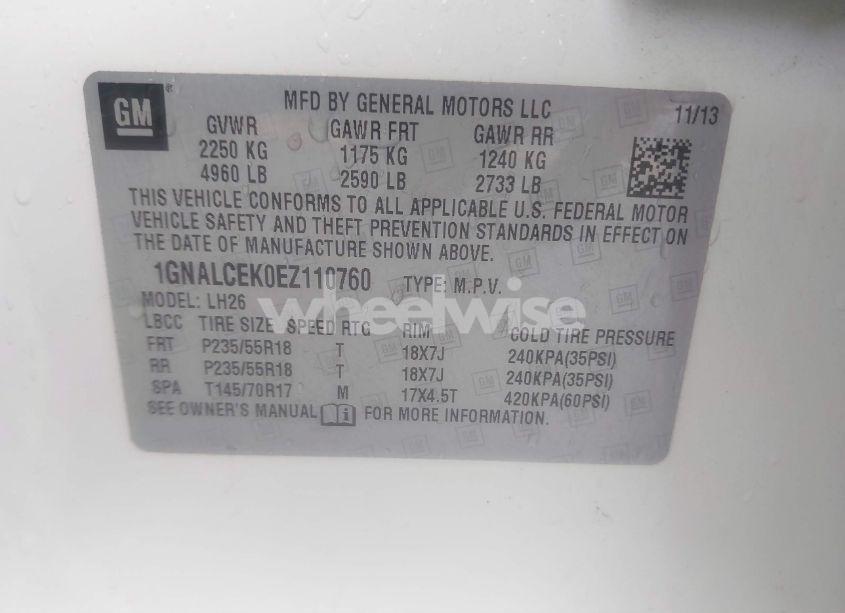 GM
MFD BY GENERAL MOTORS LLC 11/13
GVWR GAWR FRT GAWR RR
2250 KG 1175 KG 1240 KG
4960 LB 2590 LB 2733 LB
THIS VEHICLE CONFORMS TO ALL APPLICABLE U.S. FEDERAL MOTOR
VEHICLE SAFETY AND THEFT PREVENTION STANDARDS IN EFFECT ON
THE DATE OF MANUFACTURE SHOWN ABOVE.
1GNALCEK0EZ110760 TYPE: M.P.V.
MODEL: LH26
wheelwise
LBCC TIRE SIZE SPEED RTG RIM COLD TIRE PRESSURE
FRT P235/55R18 T 18X7J 240KPA(35PSI)
RR P235/55R18 T 18X7J 240KPA(35PSI)
SPA T145/70R17 M 17X4.5T 420KPA(60PSI)
SEE OWNER'S MANUAL FOR MORE INFORMATION.